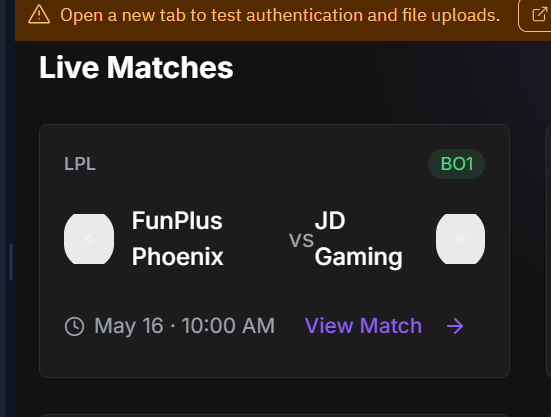 Open a new tab to test authentication and file uploads.
Live Matches
LPL
BO1
FunPlus
Phoenix
vs
JD
Gaming
May 16 · 10:00 AM
View Match →